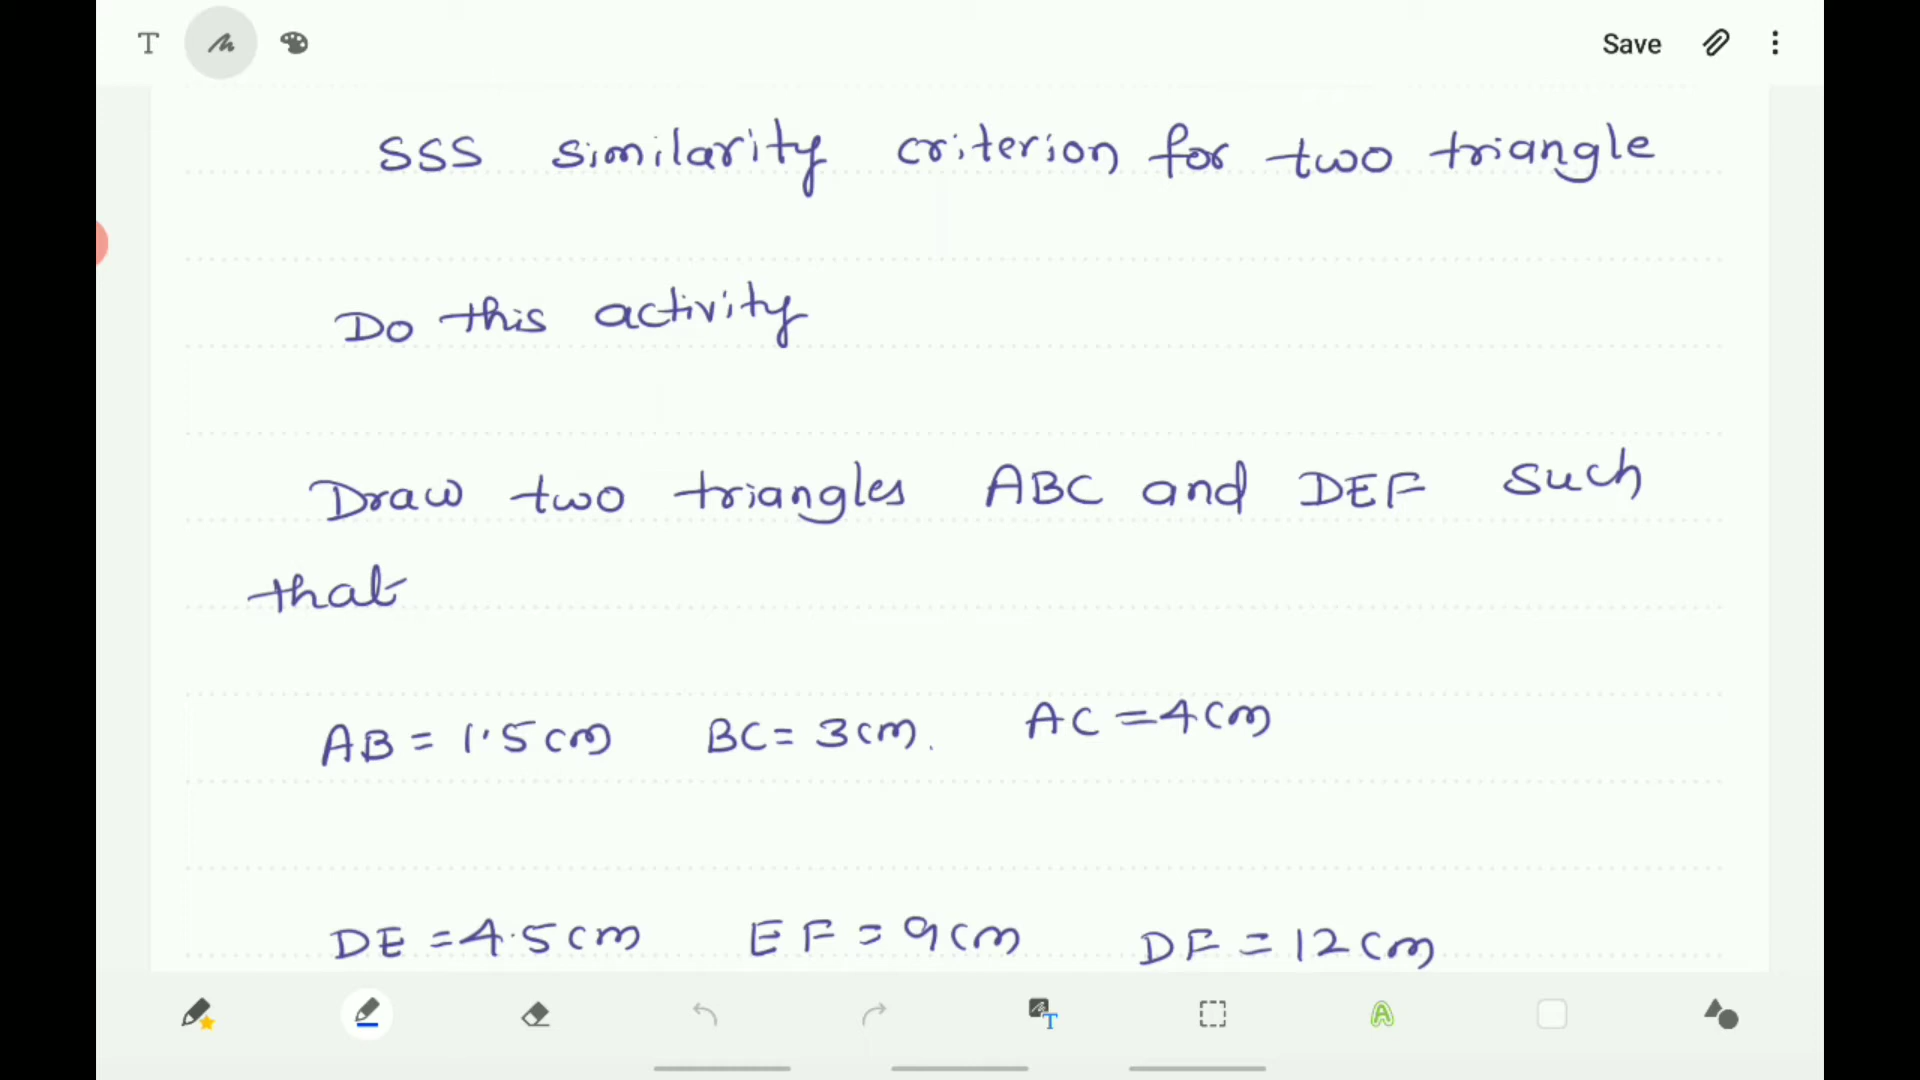 T
Save
SSS similarity criterion for two triangle
Do this activity
Draw two triangles ABC and DEF such
that
AB = 1.5cm BC = 3cm. AC = 4cm
DE = 4.5cm EF = 9cm DF = 12cm
T A